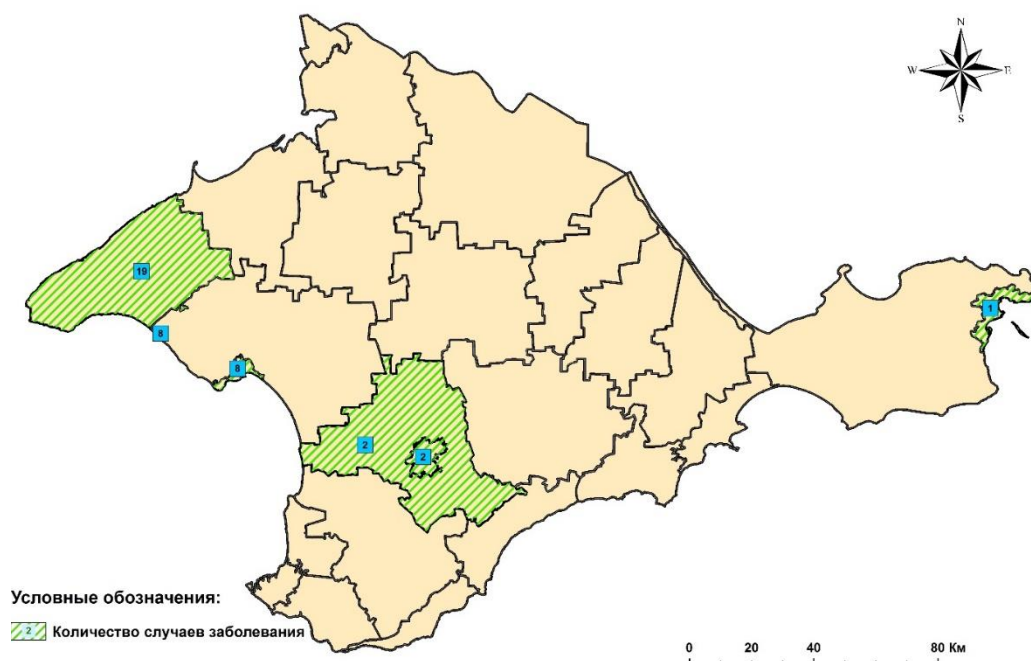 N
W E
S
19
1
8
8
2
2
Условные обозначения:
2 Количество случаев заболевания
0 20 40 80 Км